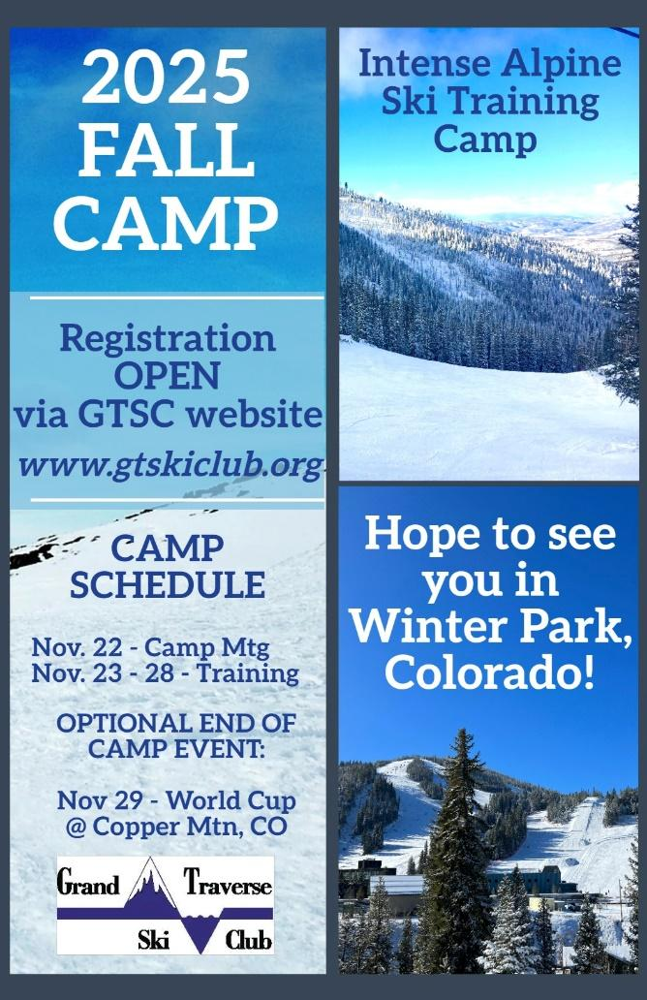 2025
FALL
CAMP
Registration
OPEN
via GTSC website
www.gtskiclub.org
CAMP
SCHEDULE
Nov. 22 - Camp Mtg
Nov. 23 - 28 - Training
OPTIONAL END OF
CAMP EVENT:
Nov 29 - World Cup
@ Copper Mtn, CO
Grand Traverse
Ski Club
Intense Alpine
Ski Training
Camp
Hope to see
you in
Winter Park,
Colorado!